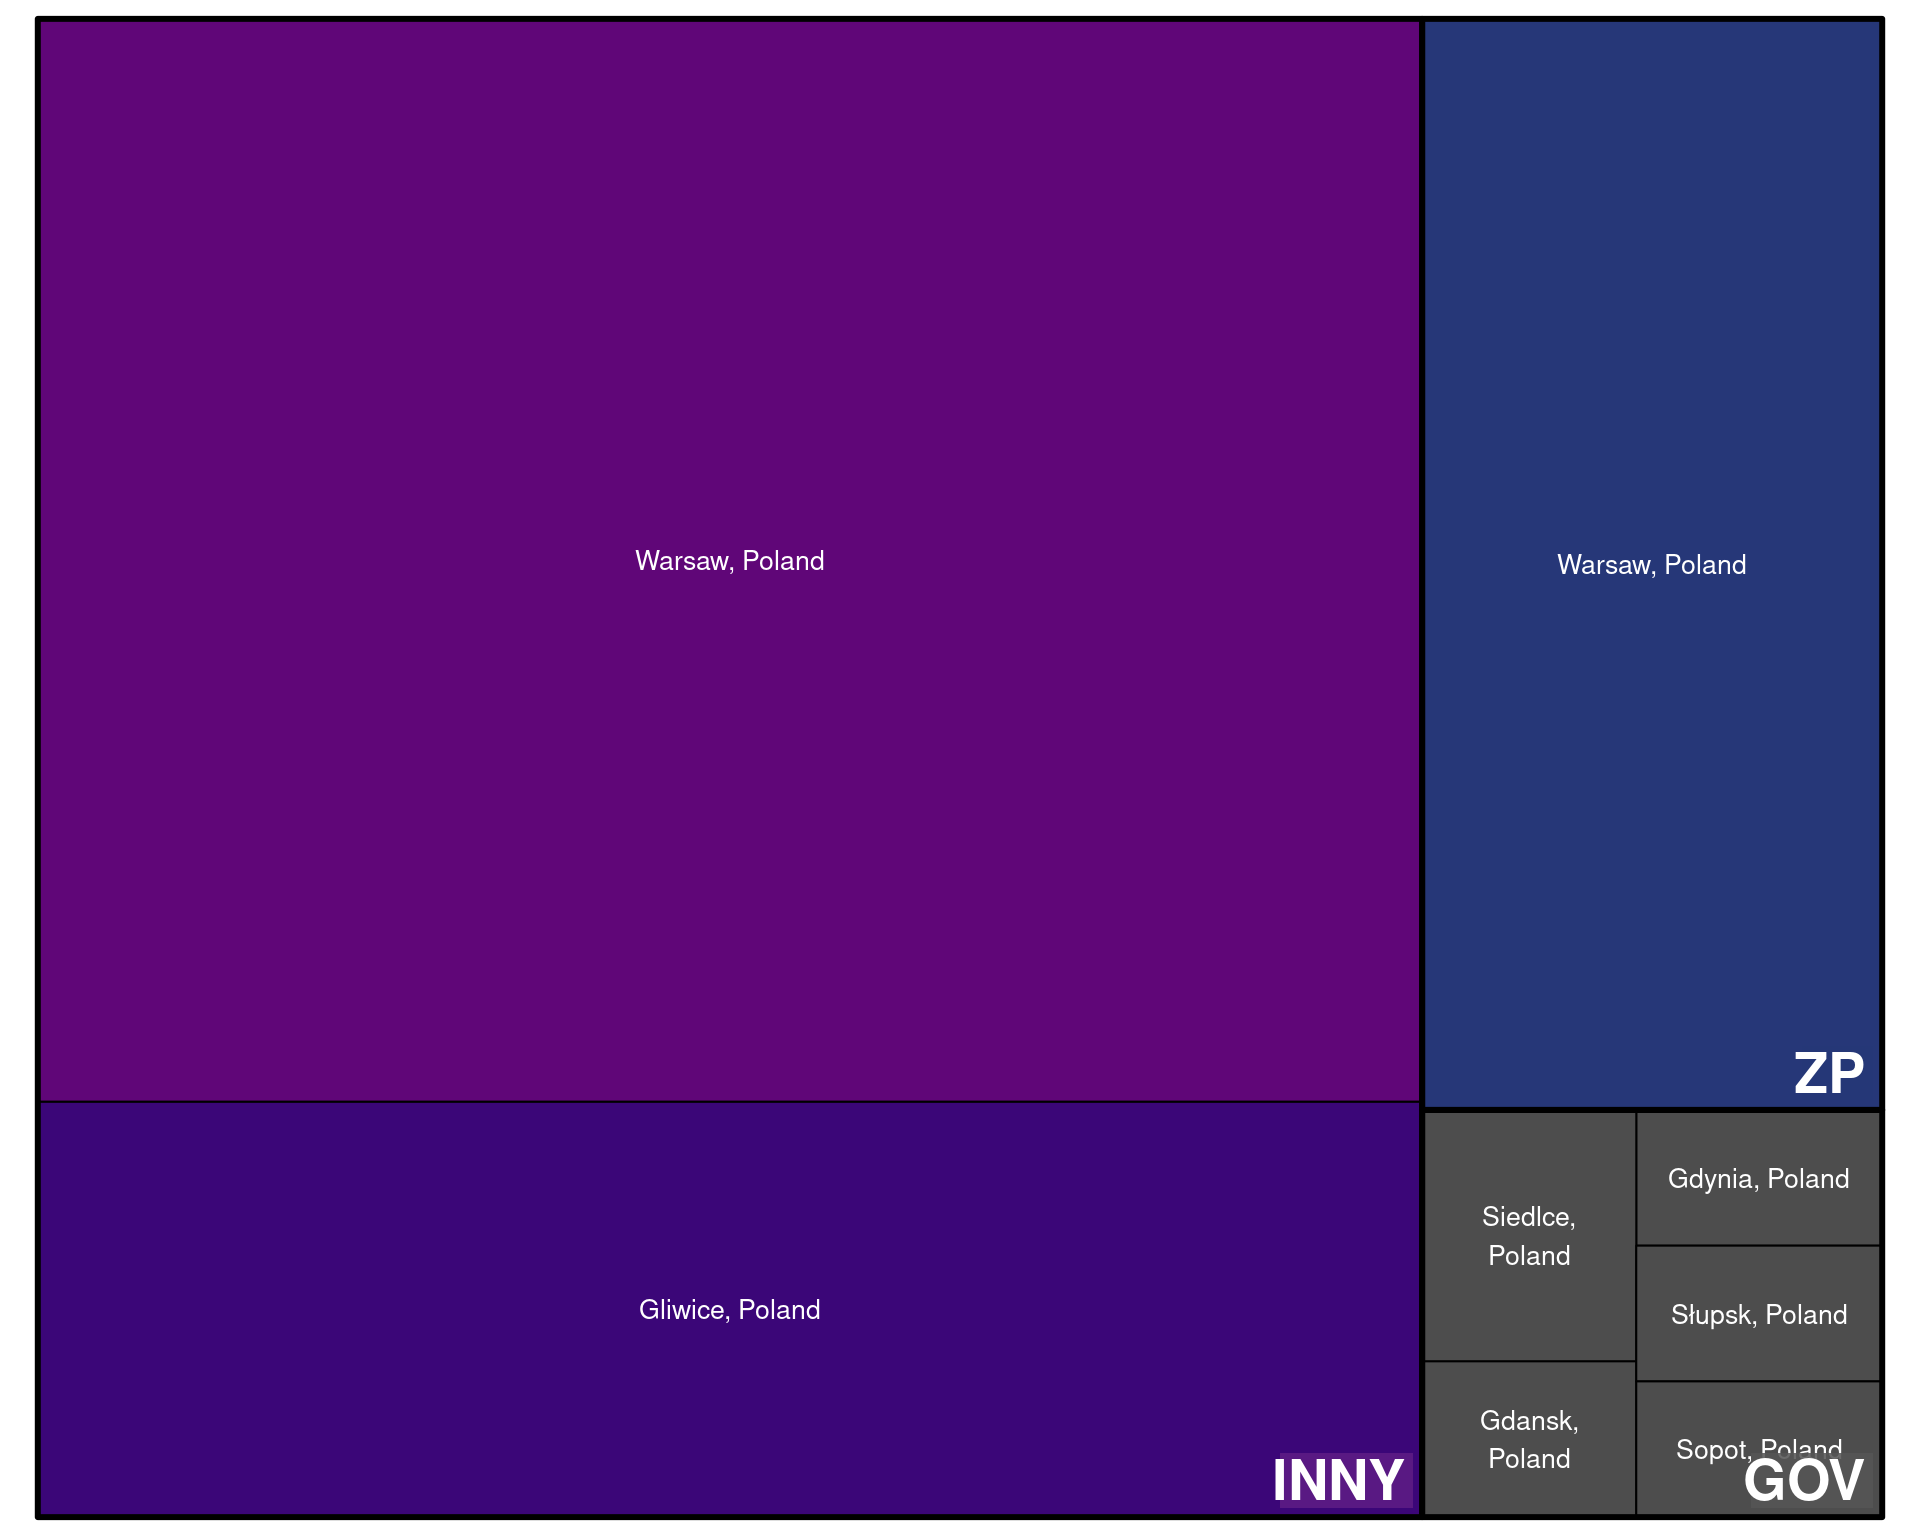 Warsaw, Poland
Gliwice, Poland
INNY
Warsaw, Poland
ZP
Siedlce,
Poland
Gdansk,
Poland
Gdynia, Poland
Słupsk, Poland
Sopot, Poland
GOV